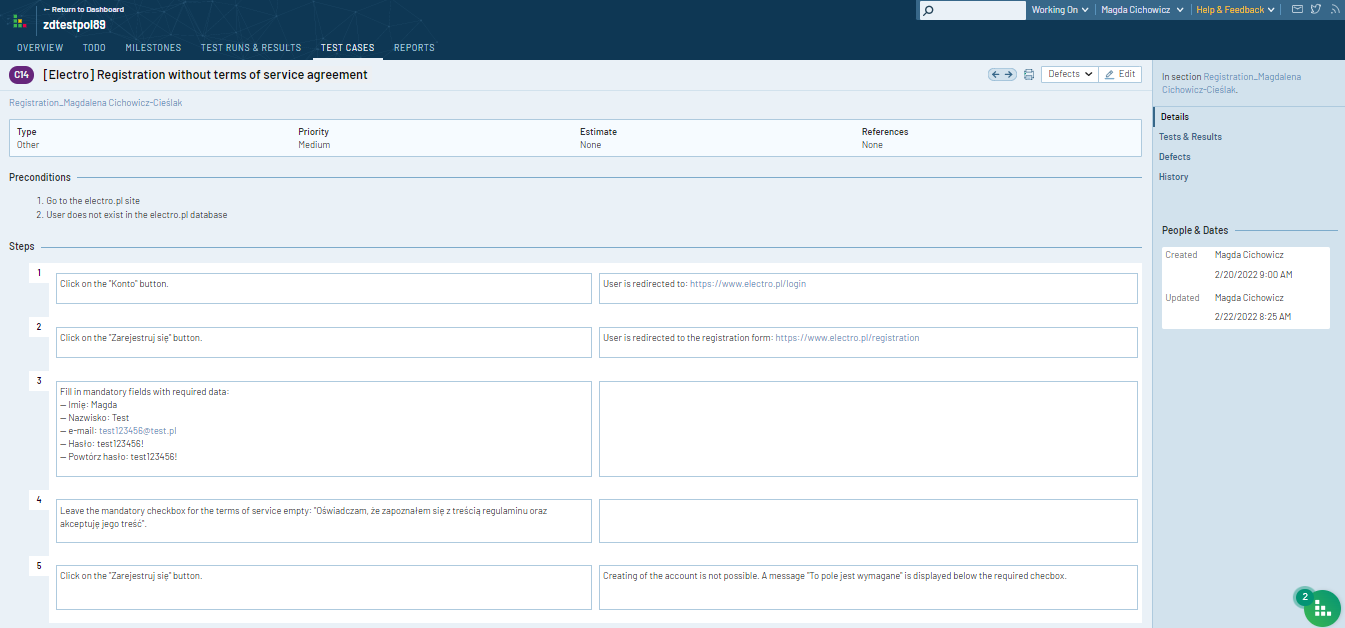 ← Return to Dashboard
zdtestpol89
Working On
Magda Cichowicz
Help & Feedback
OVERVIEW
TODO
MILESTONES
TEST RUNS & RESULTS
TEST CASES
REPORTS
C14
[Electro] Registration without terms of service agreement
Defects
Edit
Registration_Magdalena Cichowicz-Cieślak
Type
Other
Priority
Medium
Estimate
None
References
None
Preconditions
1. Go to the electro.pl site
2. User does not exist in the electro.pl database
Steps
1
Click on the "Konto" button.
User is redirected to: https://www.electro.pl/login
2
Click on the "Zarejestruj się" button.
User is redirected to the registration form: https://www.electro.pl/registration
3
Fill in mandatory fields with required data:
– Imię: Magda
– Nazwisko: Test
– e-mail: test123456@test.pl
– Hasło: test123456!
– Powtórz hasło: test123456!
4
Leave the mandatory checkbox for the terms of service empty: "Oświadczam, że zapoznałem się z treścią regulaminu oraz
akceptuję jego treść".
5
Click on the "Zarejestruj się" button.
Creating of the account is not possible. A message "To pole jest wymagane" is displayed below the required checbox.
In section Registration_Magdalena
Cichowicz-Cieślak.
Details
Tests & Results
Defects
History
People & Dates
Created
Magda Cichowicz
2/20/2022 9:00 AM
Updated
Magda Cichowicz
2/22/2022 8:25 AM
2